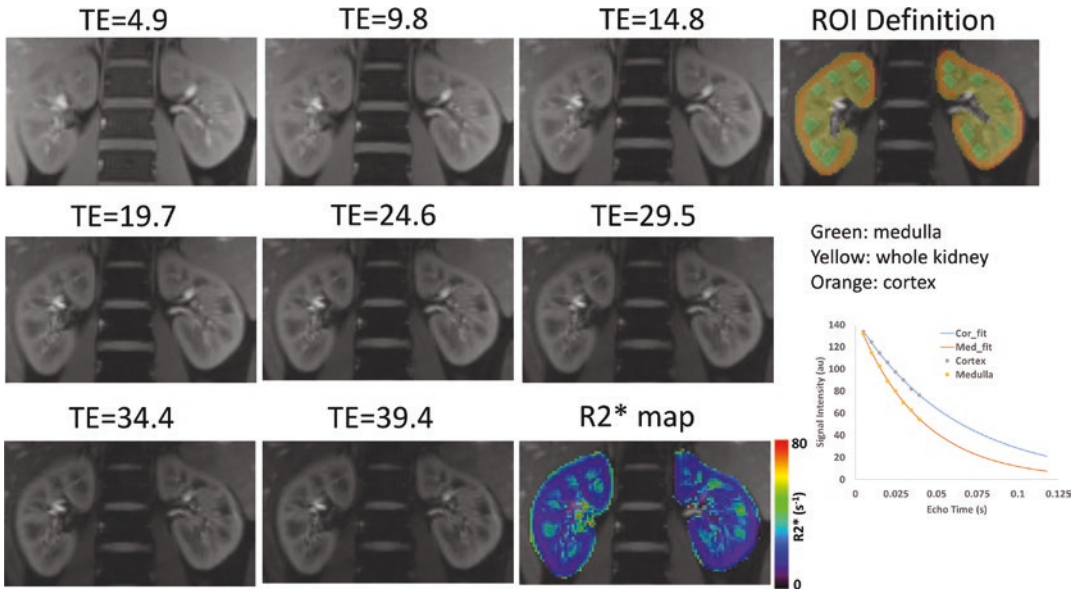 TE=4.9
TE=9.8
TE=14.8
ROI Definition
TE=19.7
TE=24.6
TE=29.5
Green: medulla
Yellow: whole kidney
Orange: cortex
TE=34.4
TE=39.4
R2* map
80
R2* (s-1)
0
140
120
100
80
60
40
20
0
Signal Intensity (au)
Cor_fit
Med_fit
Cortex
Medulla
0
0.025
0.05
0.075
0.1
0.125
Echo Time (s)